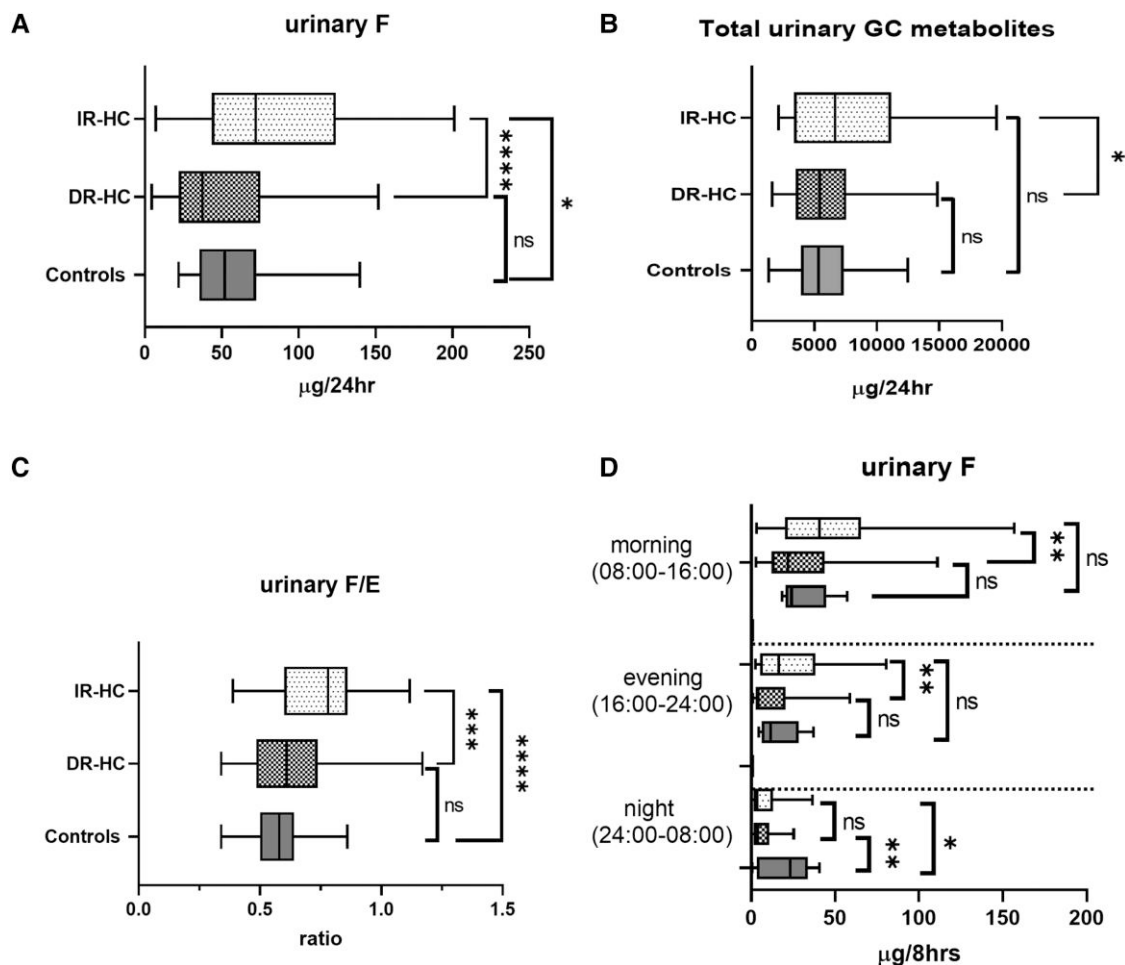 A
urinary F
IR-HC
DR-HC
Controls
****
*
ns
0 50 100 150 200 250
μg/24hr
B
Total urinary GC metabolites
IR-HC
DR-HC
Controls
ns
ns
*
0 5000 10000 15000 20000
μg/24hr
C
urinary F/E
IR-HC
DR-HC
Controls
***
****
ns
0.0 0.5 1.0 1.5
ratio
D
urinary F
morning
(08:00-16:00)
**
ns
ns
evening
(16:00-24:00)
**
ns
ns
night
(24:00-08:00)
ns
**
*
0 50 100 150 200
μg/8hrs